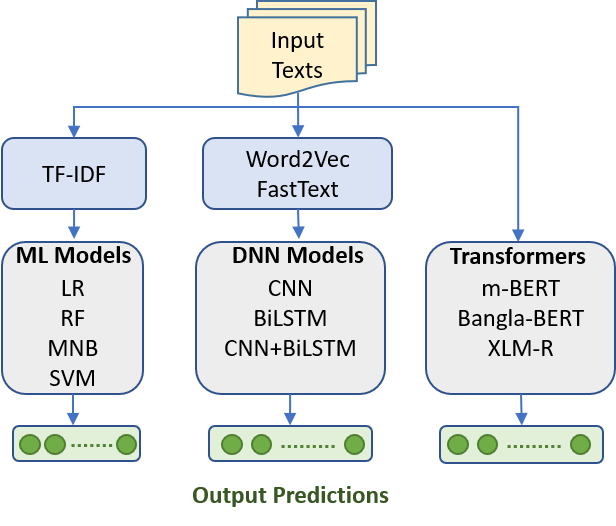 Input
Texts
TF-IDF
Word2Vec
FastText
ML Models
LR
RF
MNB
SVM
DNN Models
CNN
BiLSTM
CNN+BiLSTM
Transformers
m-BERT
Bangla-BERT
XLM-R
Output Predictions